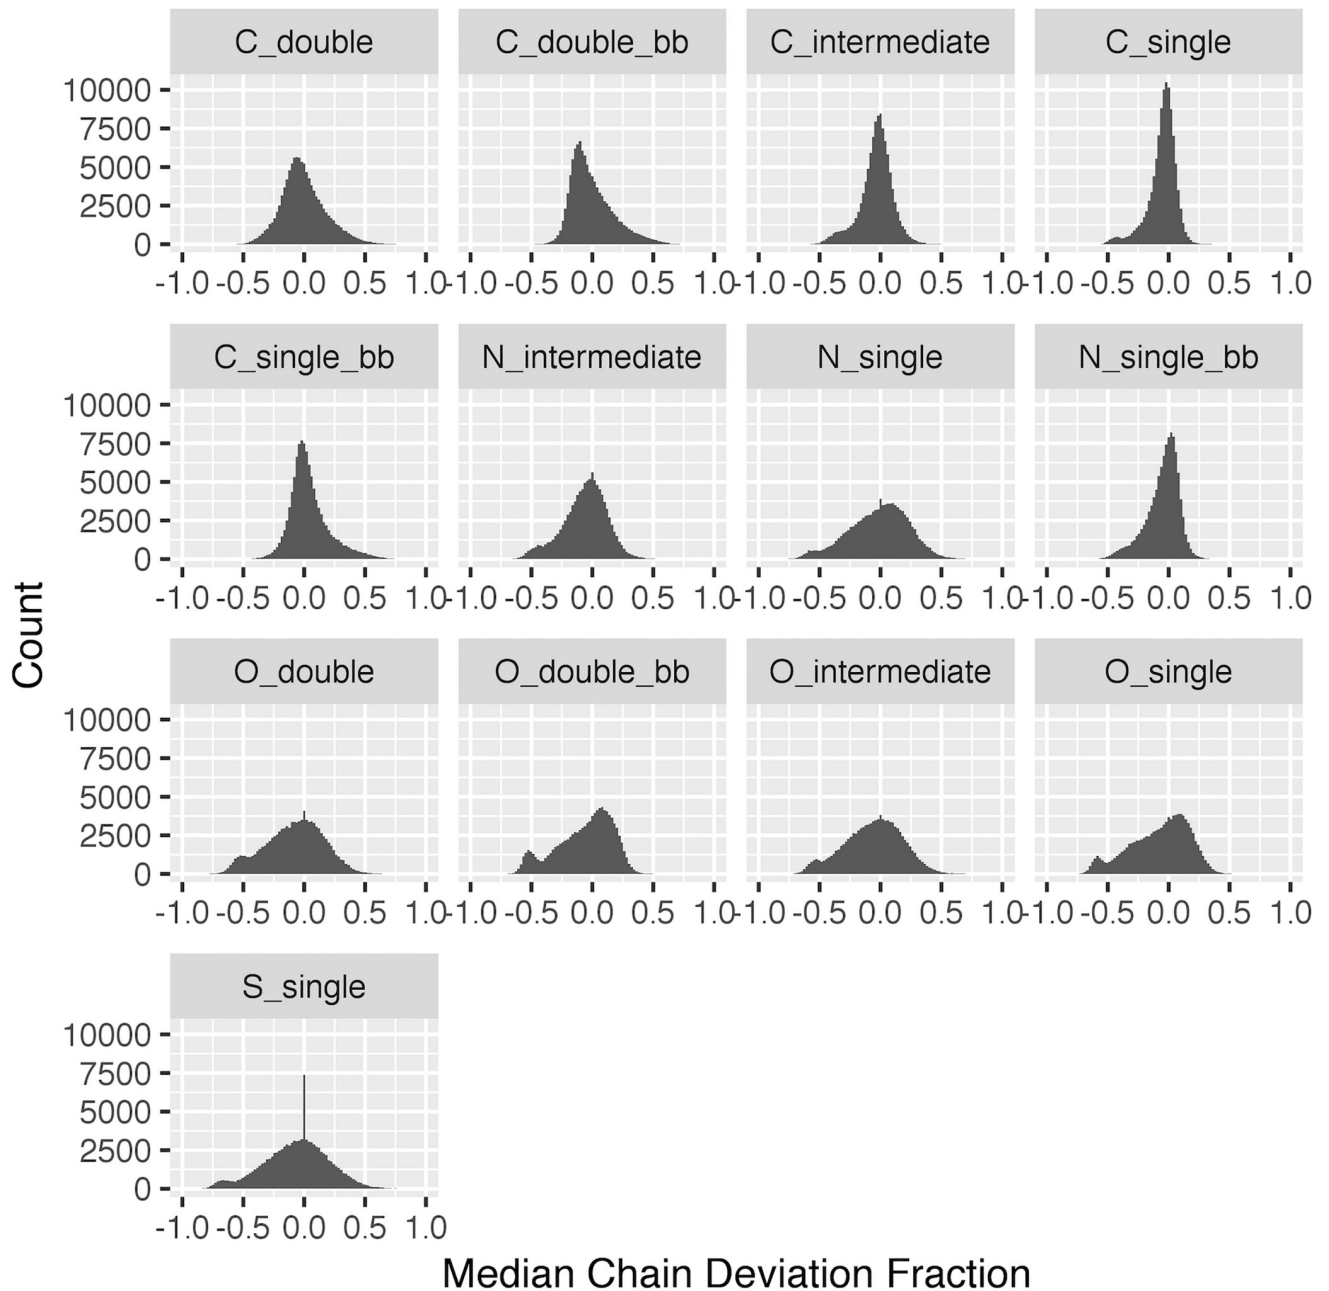 C_double C_double_bb C_intermediate C_single
10000
7500
5000
2500
0
-1.0 -0.5 0.0 0.5 1.0 -1.0 -0.5 0.0 0.5 1.0 -1.0 -0.5 0.0 0.5 1.0 -1.0 -0.5 0.0 0.5 1.0
C_single_bb N_intermediate N_single N_single_bb
10000
7500
5000
2500
0
-1.0 -0.5 0.0 0.5 1.0 -1.0 -0.5 0.0 0.5 1.0 -1.0 -0.5 0.0 0.5 1.0 -1.0 -0.5 0.0 0.5 1.0
Count
O_double O_double_bb O_intermediate O_single
10000
7500
5000
2500
0
-1.0 -0.5 0.0 0.5 1.0 -1.0 -0.5 0.0 0.5 1.0 -1.0 -0.5 0.0 0.5 1.0 -1.0 -0.5 0.0 0.5 1.0
S_single
10000
7500
5000
2500
0
-1.0 -0.5 0.0 0.5 1.0
Median Chain Deviation Fraction